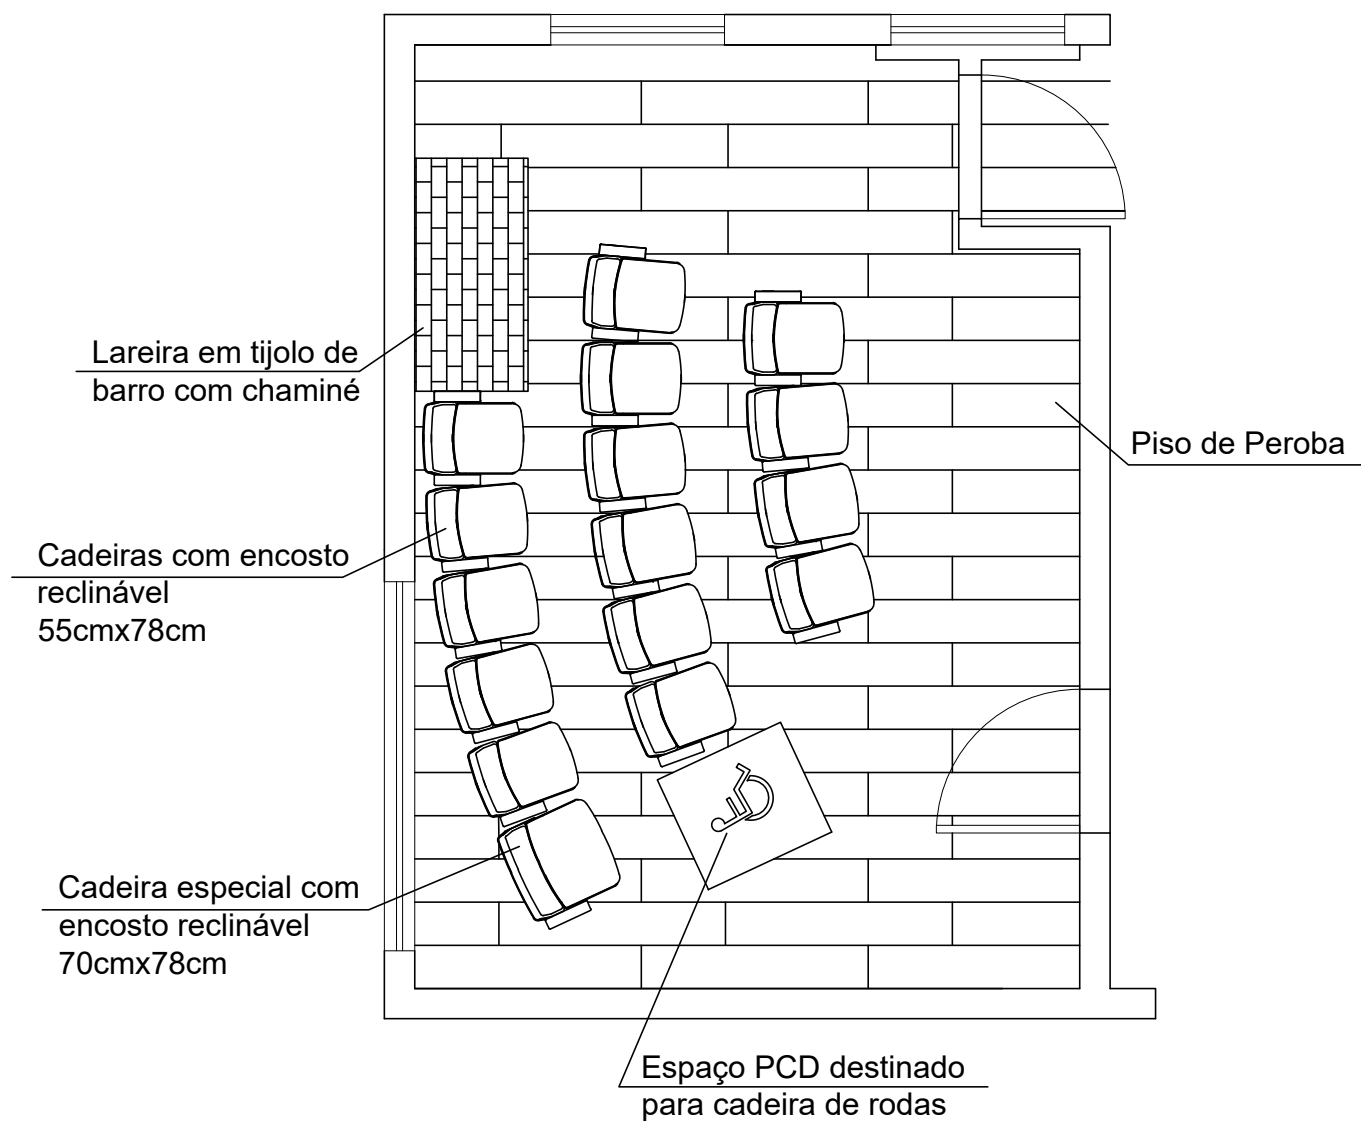 Lareira em tijolo de
barro com chaminé
Piso de Peroba
Cadeiras com encosto
reclinável
55cmx78cm
Cadeira especial com
encosto reclinável
70cmx78cm
Espaço PCD destinado
para cadeira de rodas